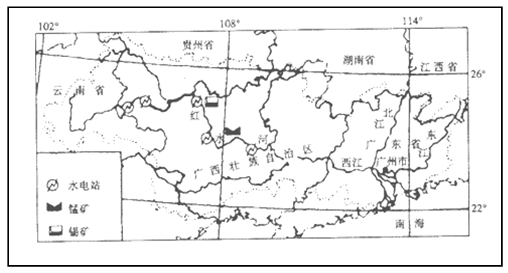 102° 108° 114°
贵州省
湖南省
江西省
26°
云南省
红水河
北江
广东省
东江
广西壮族自治区
西江
广州市
水电站
锰矿
锡矿
22°
南海